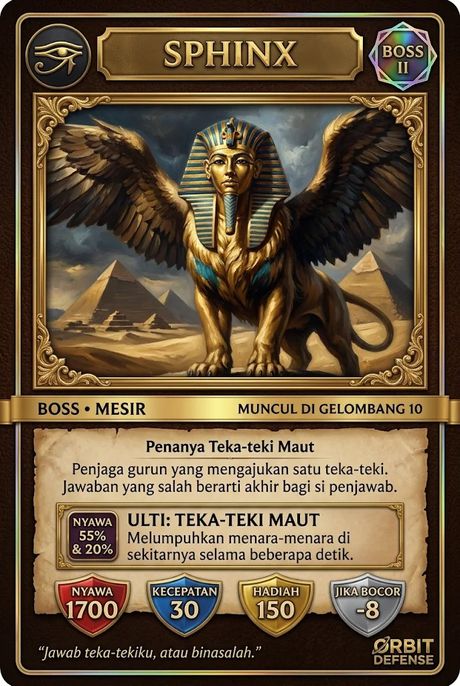 SPHINX
BOSS
II
BOSS • MESIR
MUNCUL DI GELOMBANG 10
Penanya Teka-teki Maut
Penjaga gurun yang mengajukan satu teka-teki.
Jawaban yang salah berarti akhir bagi si penjawab.
NYAWA
55%
& 20%
ULTI: TEKA-TEKI MAUT
Melumpuhkan menara-menara di
sekitarnya selama beberapa detik.
NYAWA
1700
KECEPATAN
30
HADIAH
150
JIKA BOCOR
-8
“Jawab teka-tekiku, atau binasalah.”
ORBIT
DEFENSE